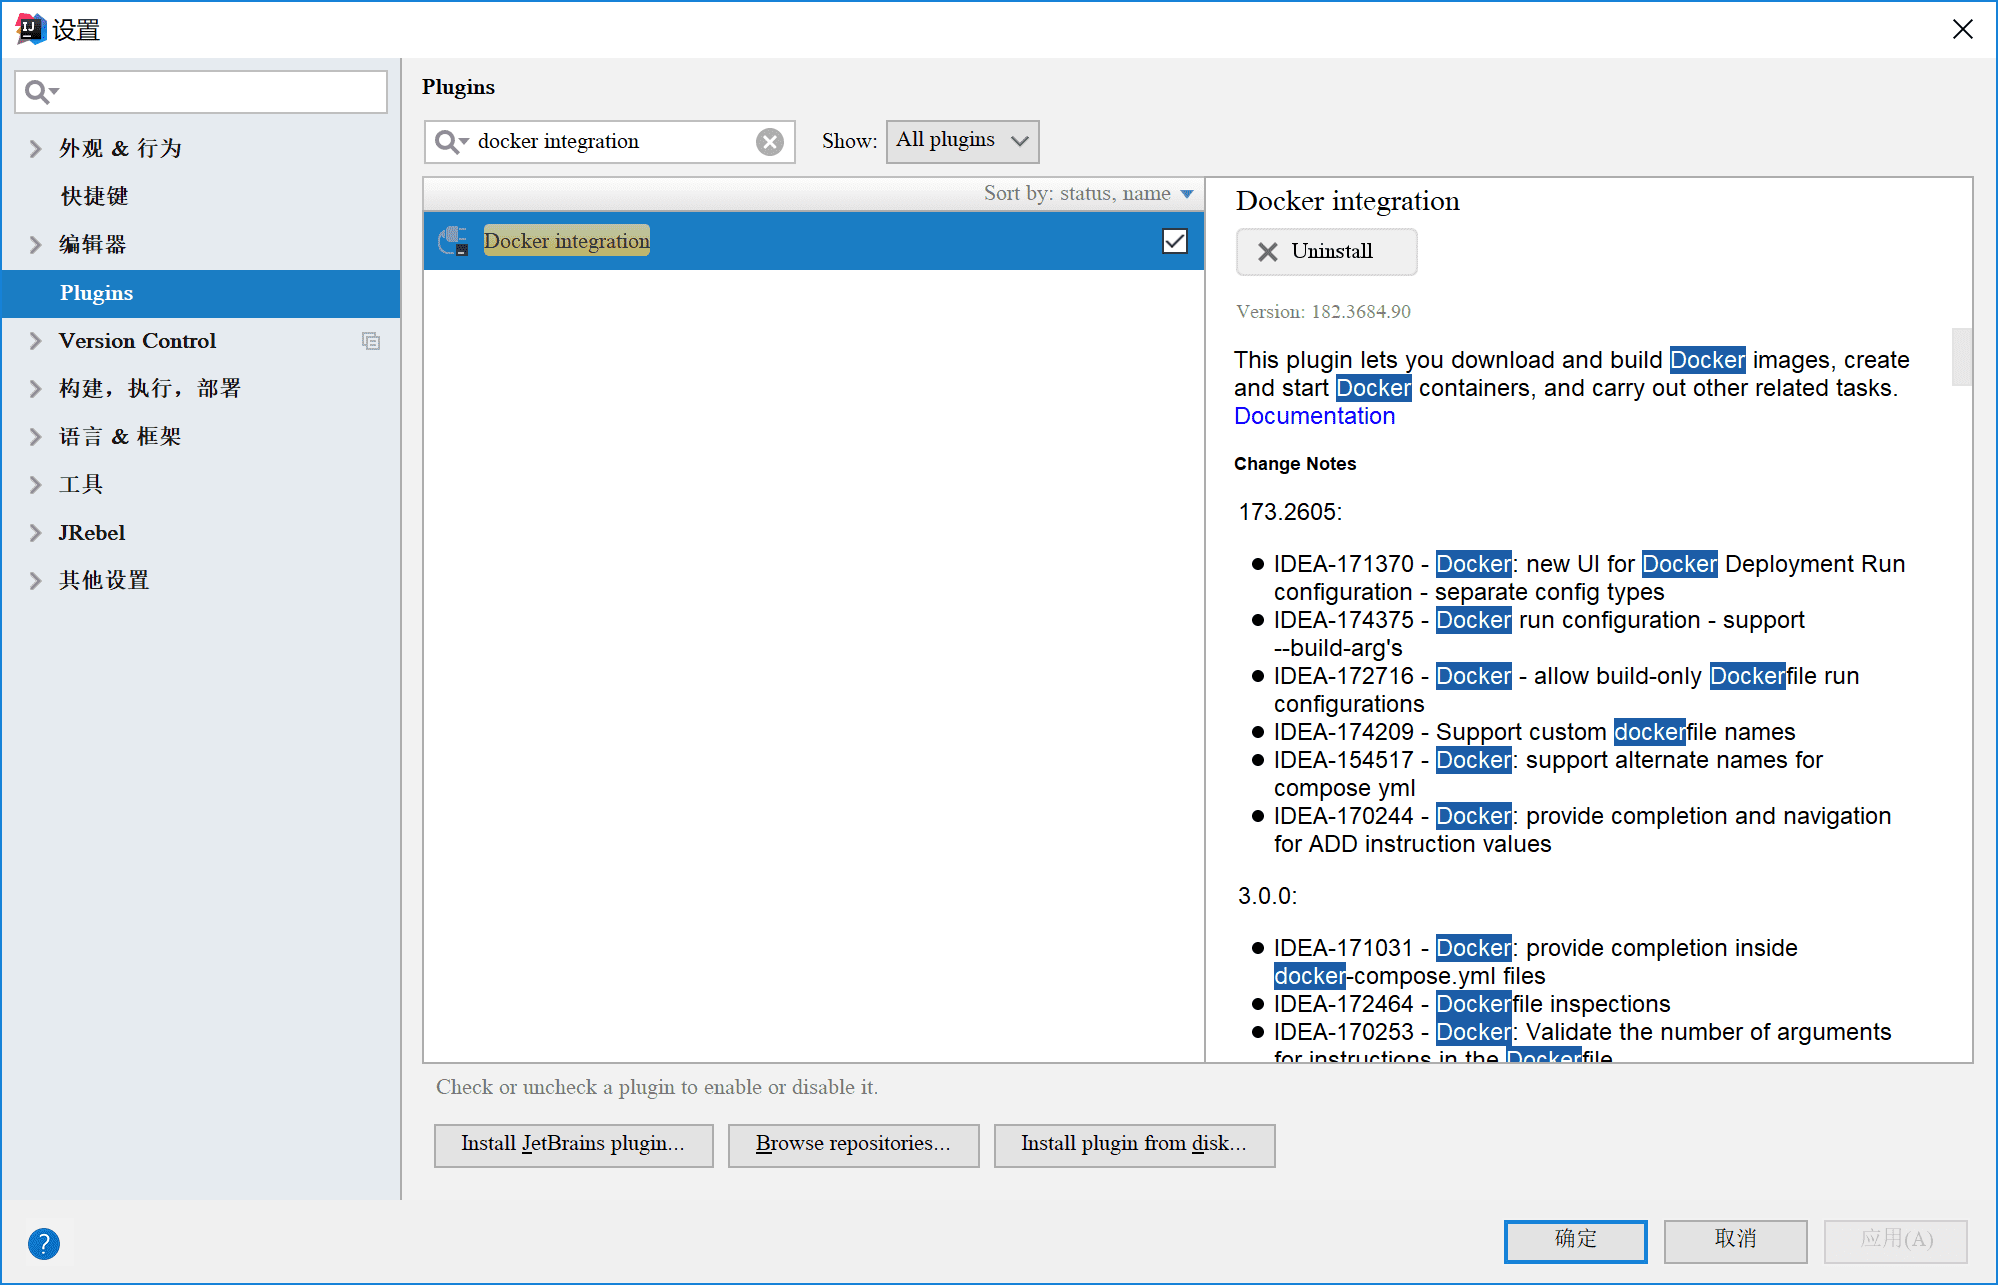 IJ 设置
外观 & 行为
快捷键
编辑器
Plugins
Version Control
构建，执行，部署
语言 & 框架
工具
JRebel
其他设置
Plugins
docker integration
Show: All plugins
Sort by: status, name
Docker integration
Docker integration
Uninstall
Version: 182.3684.90
This plugin lets you download and build Docker images, create
and start Docker containers, and carry out other related tasks.
Documentation
Change Notes
173.2605:
● IDEA-171370 - Docker: new UI for Docker Deployment Run
configuration - separate config types
● IDEA-174375 - Docker run configuration - support
--build-arg's
● IDEA-172716 - Docker - allow build-only Dockerfile run
configurations
● IDEA-174209 - Support custom dockerfile names
● IDEA-154517 - Docker: support alternate names for
compose yml
● IDEA-170244 - Docker: provide completion and navigation
for ADD instruction values
3.0.0:
● IDEA-171031 - Docker: provide completion inside
docker-compose.yml files
● IDEA-172464 - Dockerfile inspections
● IDEA-170253 - Docker: Validate the number of arguments
for instructions in the Dockerfile
Check or uncheck a plugin to enable or disable it.
Install JetBrains plugin...
Browse repositories...
Install plugin from disk...
?
确定
取消
应用(A)